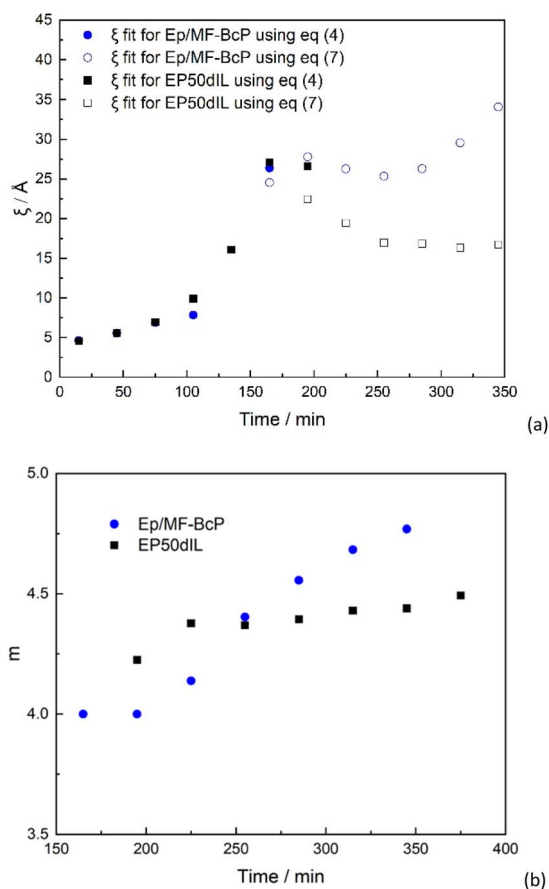 45
40
35
30
25
20
15
10
5
0
ξ / Å
ξ fit for Ep/MF-BcP using eq (4)
ξ fit for Ep/MF-BcP using eq (7)
ξ fit for EP50dIL using eq (4)
ξ fit for EP50dIL using eq (7)
0 50 100 150 200 250 300 350
Time / min
(a)
5.0
4.5
4.0
3.5
m
Ep/MF-BcP
EP50dIL
150 200 250 300 350 400
Time / min
(b)